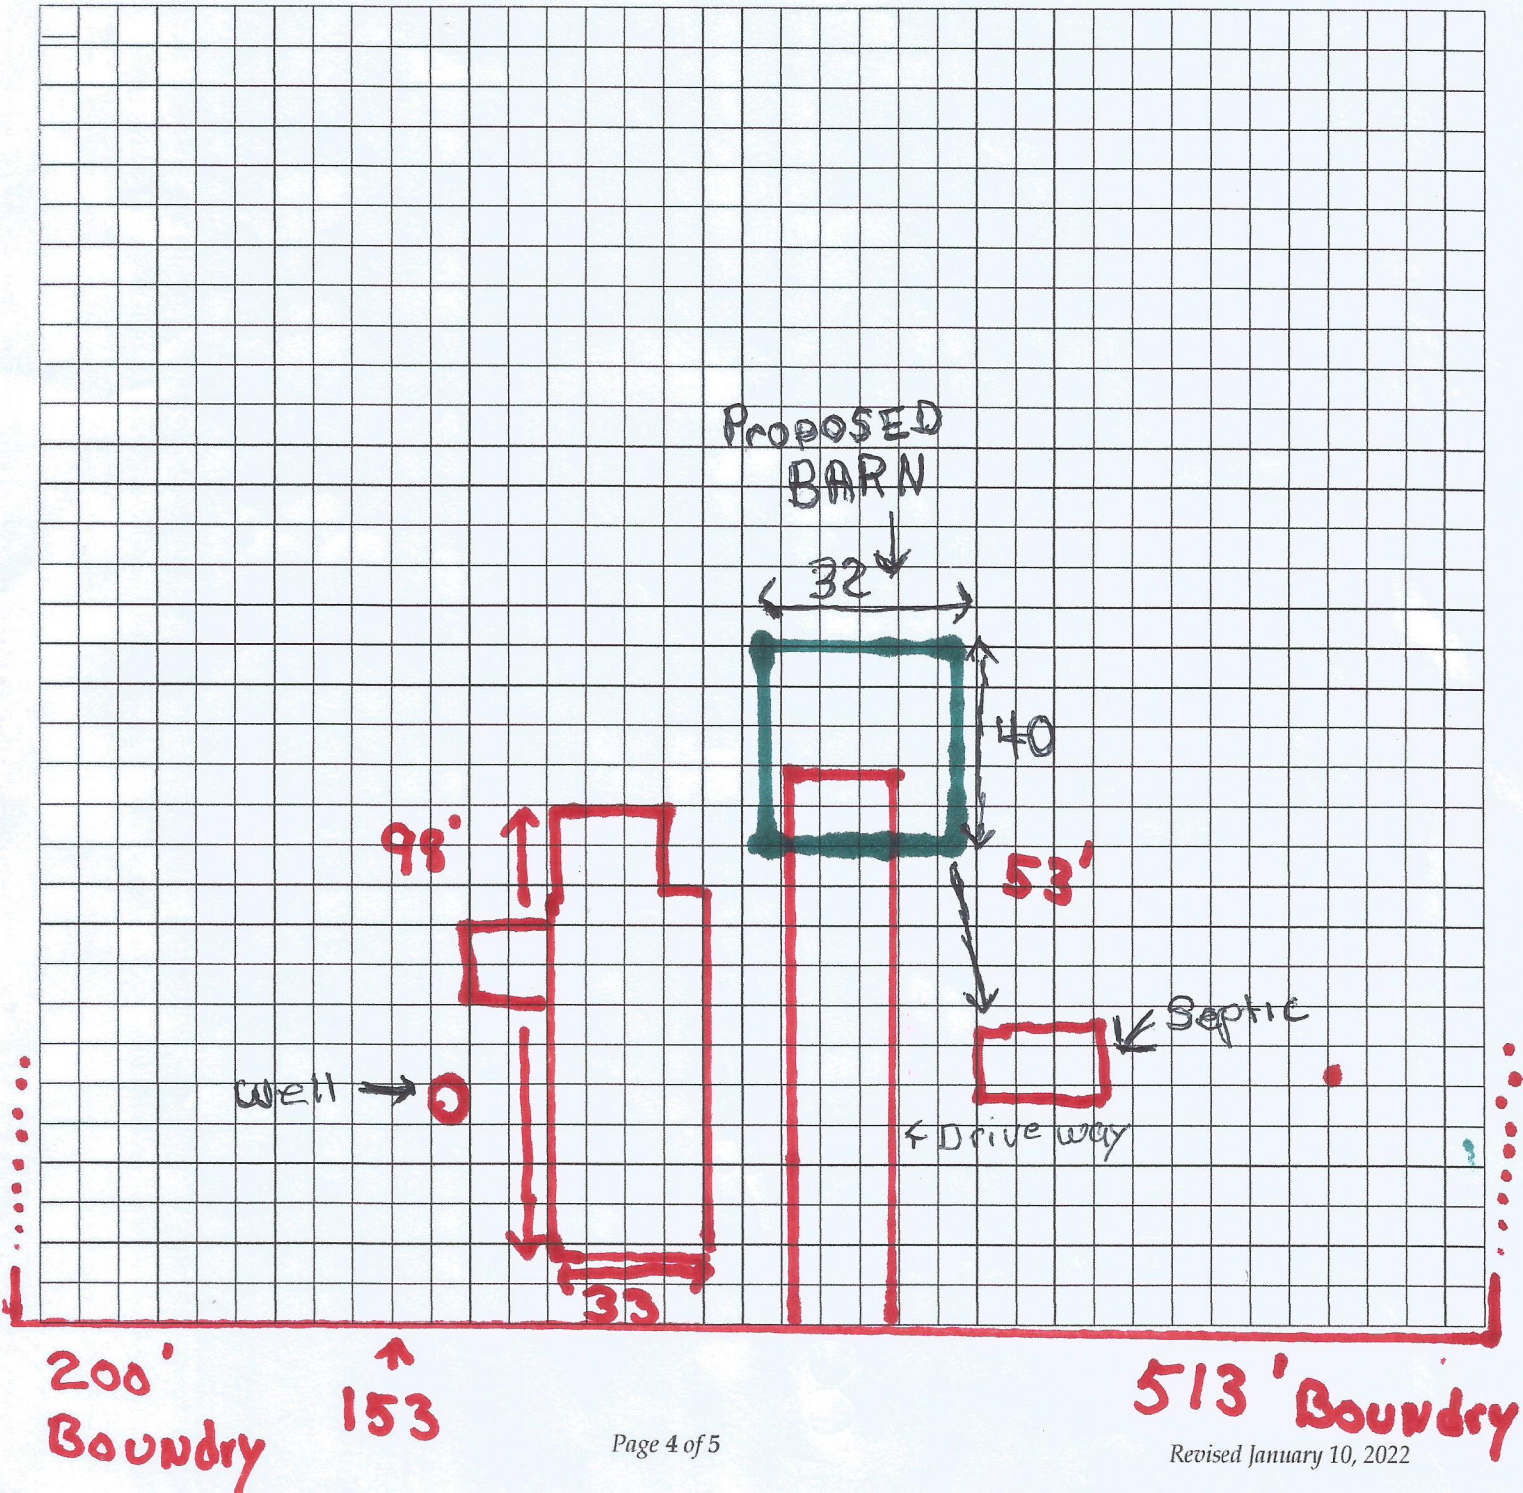 PropoSED
BARN
32
40
98'
53'
Septic
Well
Drive way
33
200'
Boundry
153
513' Boundry
Page 4 of 5
Revised January 10, 2022